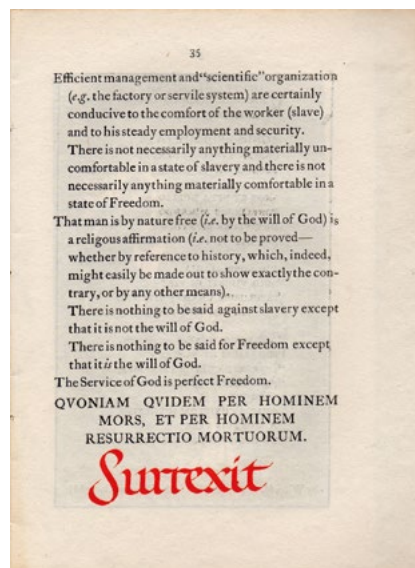 35
Efficient management and "scientific" organization
(e.g. the factory or servile system) are certainly
conducive to the comfort of the worker (slave)
and to his steady employment and security.
There is not necessarily anything materially un-
comfortable in a state of slavery and there is not
necessarily anything materially comfortable in a
state of Freedom.
That man is by nature free (i.e. by the will of God) is
a religous affirmation (i.e. not to be proved—
whether by reference to history, which, indeed,
might easily be made out to show exactly the con-
trary, or by any other means).
There is nothing to be said against slavery except
that it is not the will of God.
There is nothing to be said for Freedom except
that it is the will of God.
The Service of God is perfect Freedom.
QVONIAM QVIDEM PER HOMINEM
MORS, ET PER HOMINEM
RESURRECTIO MORTUORUM.
Surrexit